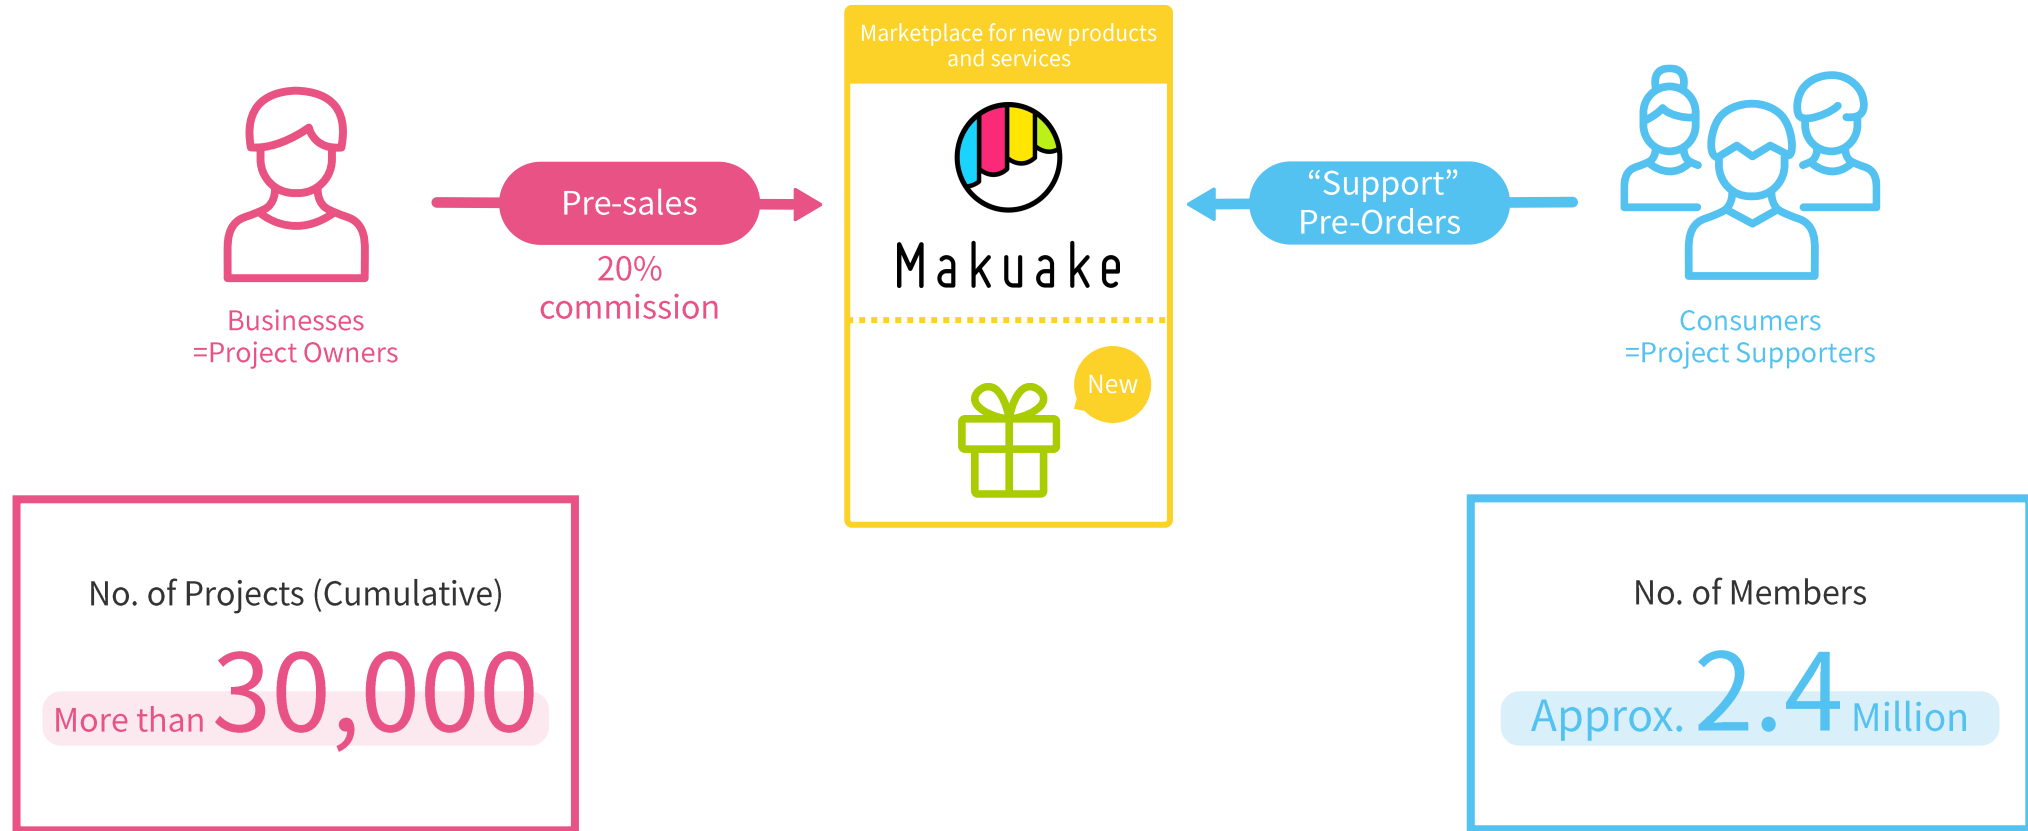 Marketplace for new products
and services
Pre-sales
20%
commission
Businesses
=Project Owners
Makuake
New
“Support”
Pre-Orders
Consumers
=Project Supporters
No. of Projects (Cumulative)
More than 30,000
No. of Members
Approx. 2.4 Million